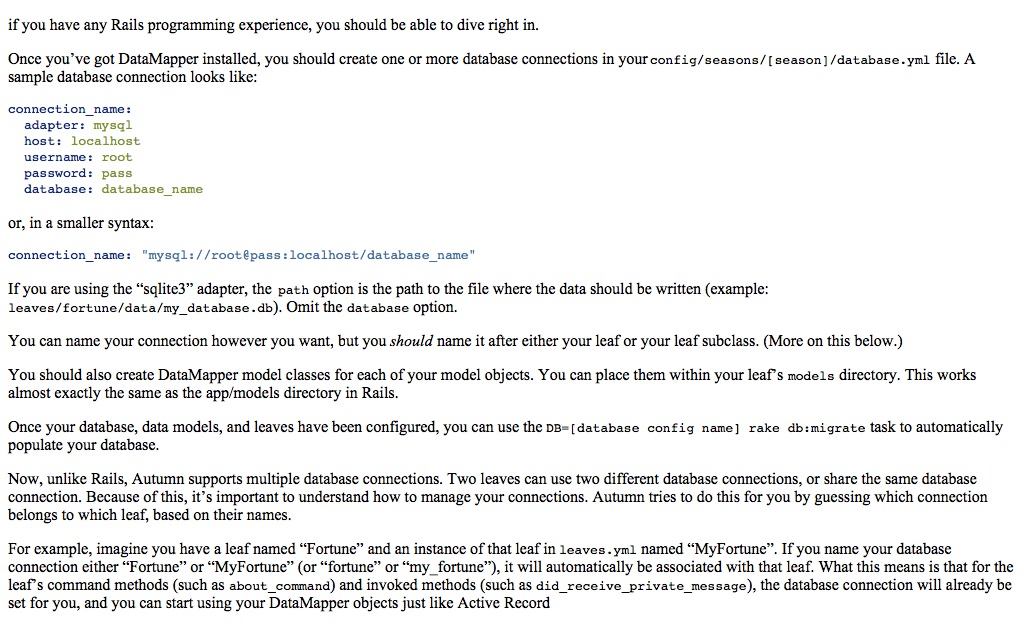 if you have any Rails programming experience, you should be able to dive right in.
Once you’ve got DataMapper installed, you should create one or more database connections in your config/seasons/[season]/database.yml file. A
sample database connection looks like:
connection_name:
  adapter: mysql
  host: localhost
  username: root
  password: pass
  database: database_name
or, in a smaller syntax:
connection_name: "mysql://root@pass:localhost/database_name"
If you are using the “sqlite3” adapter, the path option is the path to the file where the data should be written (example:
leaves/fortune/data/my_database.db). Omit the database option.
You can name your connection however you want, but you should name it after either your leaf or your leaf subclass. (More on this below.)
You should also create DataMapper model classes for each of your model objects. You can place them within your leaf’s models directory. This works
almost exactly the same as the app/models directory in Rails.
Once your database, data models, and leaves have been configured, you can use the DB=[database config name] rake db:migrate task to automatically
populate your database.
Now, unlike Rails, Autumn supports multiple database connections. Two leaves can use two different database connections, or share the same database
connection. Because of this, it’s important to understand how to manage your connections. Autumn tries to do this for you by guessing which connection
belongs to which leaf, based on their names.
For example, imagine you have a leaf named “Fortune” and an instance of that leaf in leaves.yml named “MyFortune”. If you name your database
connection either “Fortune” or “MyFortune” (or “fortune” or “my_fortune”), it will automatically be associated with that leaf. What this means is that for the
leaf’s command methods (such as about_command) and invoked methods (such as did_receive_private_message), the database connection will already be
set for you, and you can start using your DataMapper objects just like Active Record